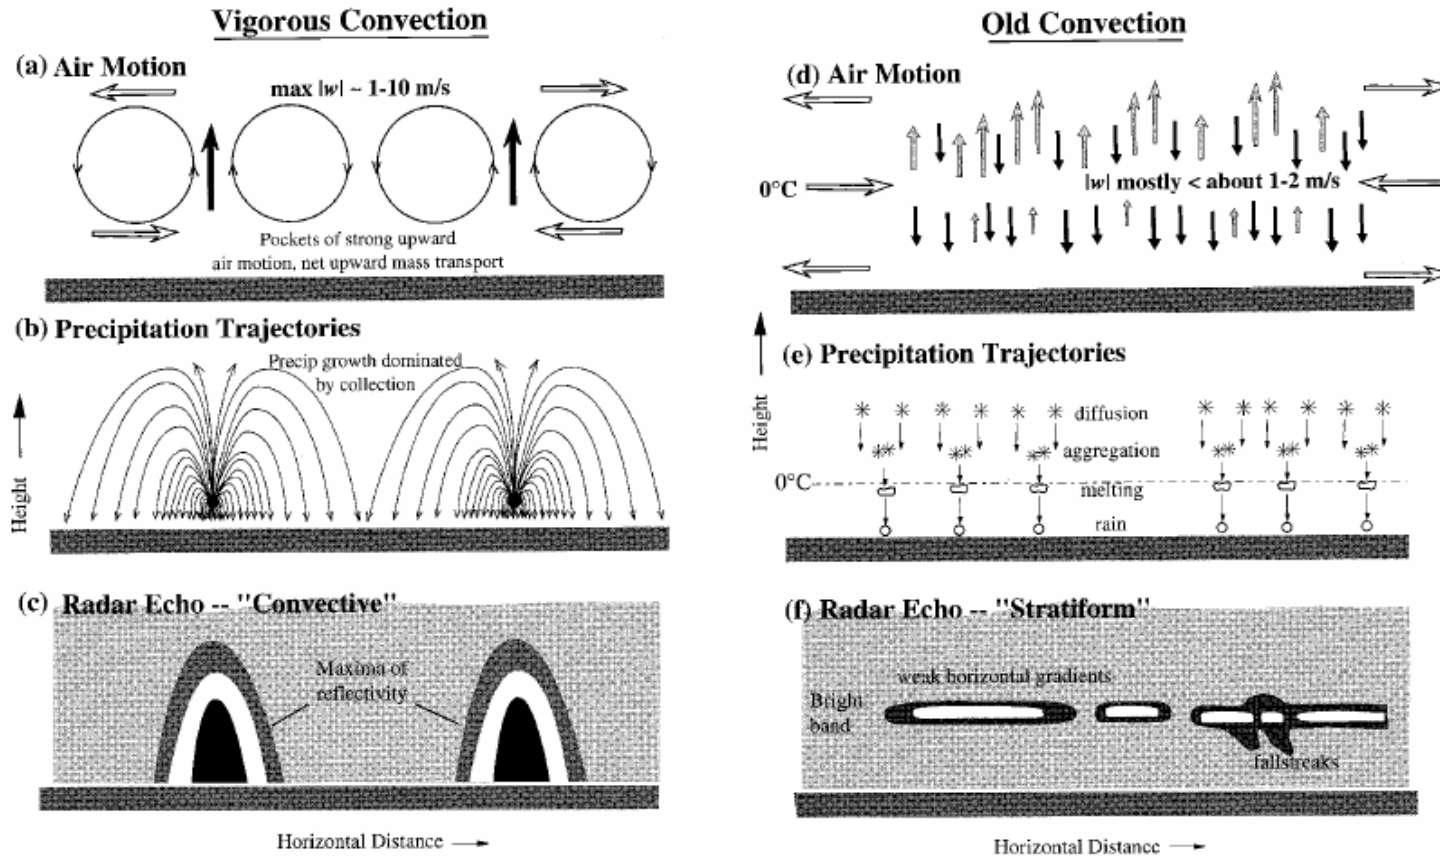 Vigorous Convection
(a) Air Motion
max |w| ~ 1-10 m/s
Pockets of strong upward
air motion, net upward mass transport
(b) Precipitation Trajectories
Precip growth dominated
by collection
Height
(c) Radar Echo -- "Convective"
Maxima of
reflectivity
Horizontal Distance
Old Convection
(d) Air Motion
0°C
|w| mostly < about 1-2 m/s
(e) Precipitation Trajectories
Height
diffusion
aggregation
0°C
melting
rain
(f) Radar Echo -- "Stratiform"
weak horizontal gradients
Bright
band
fallstreaks
Horizontal Distance